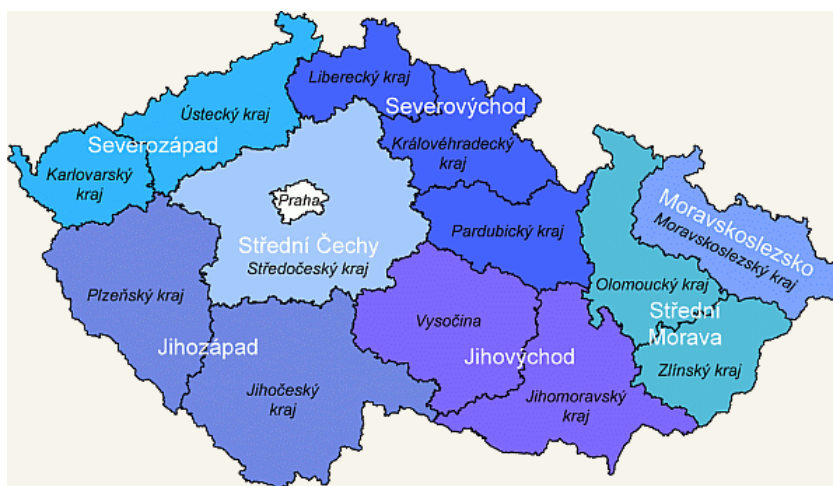 Liberecký kraj
Ústecký kraj
Severovýchod
Severozápad
Královéhradecký
kraj
Karlovarský
kraj
Praha
Moravskoslezsko
Moravskoslezský kraj
Pardubický kraj
Střední Čechy
Středočeský kraj
Olomoucký kraj
Plzeňský kraj
Střední
Morava
Vysočina
Jihozápad
Jihovýchod
Zlínský kraj
Jihočeský
kraj
Jihomoravský
kraj